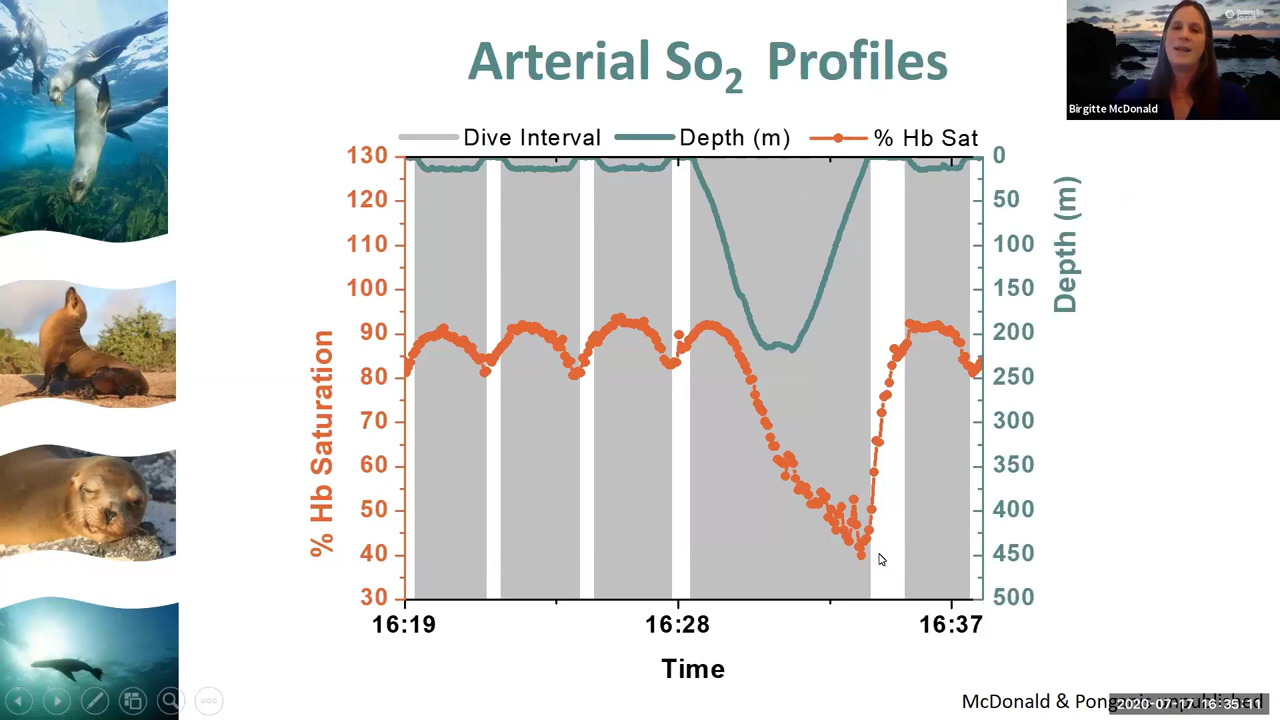 Arterial So2 Profiles
Birgitte McDonald
Dive Interval Depth (m) % Hb Sat
130
120
110
100
90
80
70
60
50
40
30
% Hb Saturation
0
50
100
150
200
250
300
350
400
450
500
Depth (m)
16:19 16:28 16:37
Time
McDonald &
2020-07-17 16:35:11